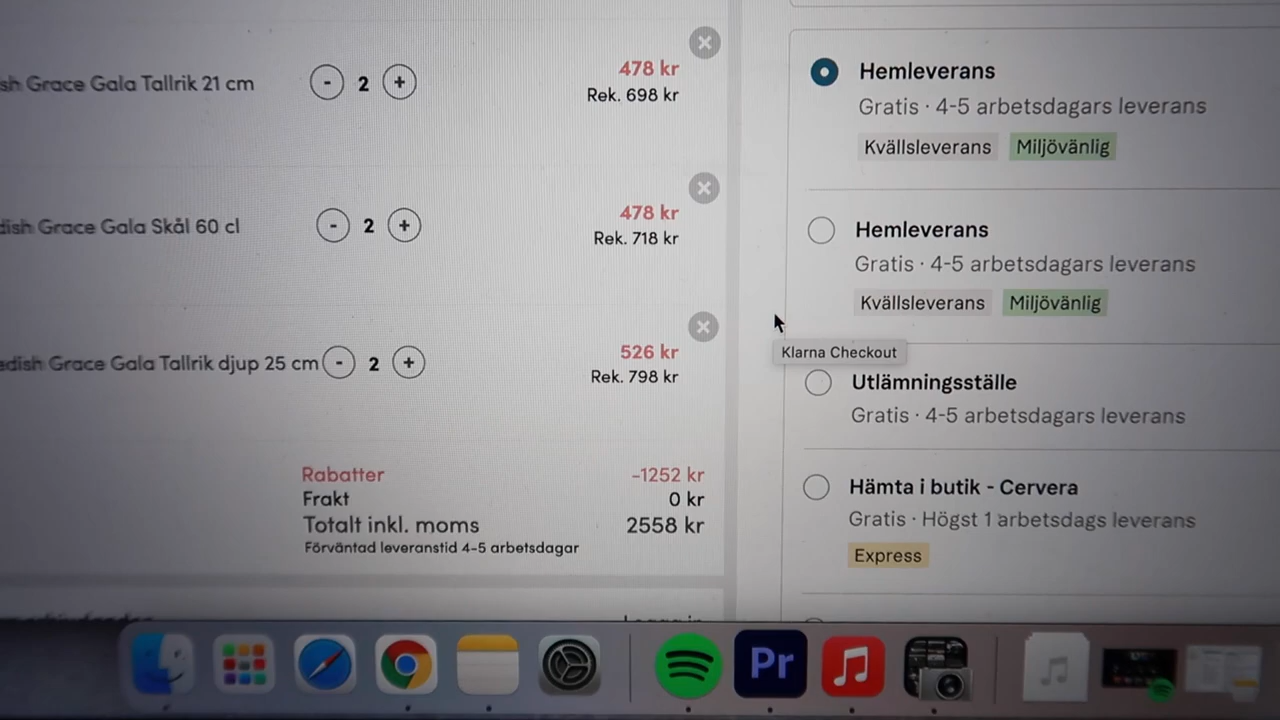 Grace Gala Tallrik 21 cm
- 2 +
478 kr
Rek. 698 kr
Grace Gala Skål 60 cl
- 2 +
478 kr
Rek. 718 kr
Grace Gala Tallrik djup 25 cm
- 2 +
526 kr
Rek. 798 kr
Rabatter -1252 kr
Frakt 0 kr
Totalt inkl. moms 2558 kr
Förväntad leveranstid 4-5 arbetsdagar
Hemleverans
Gratis · 4-5 arbetsdagars leverans
Kvällsleverans Miljövänlig
Hemleverans
Gratis · 4-5 arbetsdagars leverans
Kvällsleverans Miljövänlig
Klarna Checkout
Utlämningsställe
Gratis · 4-5 arbetsdagars leverans
Hämta i butik - Cervera
Gratis · Högst 1 arbetsdags leverans
Express
Pr